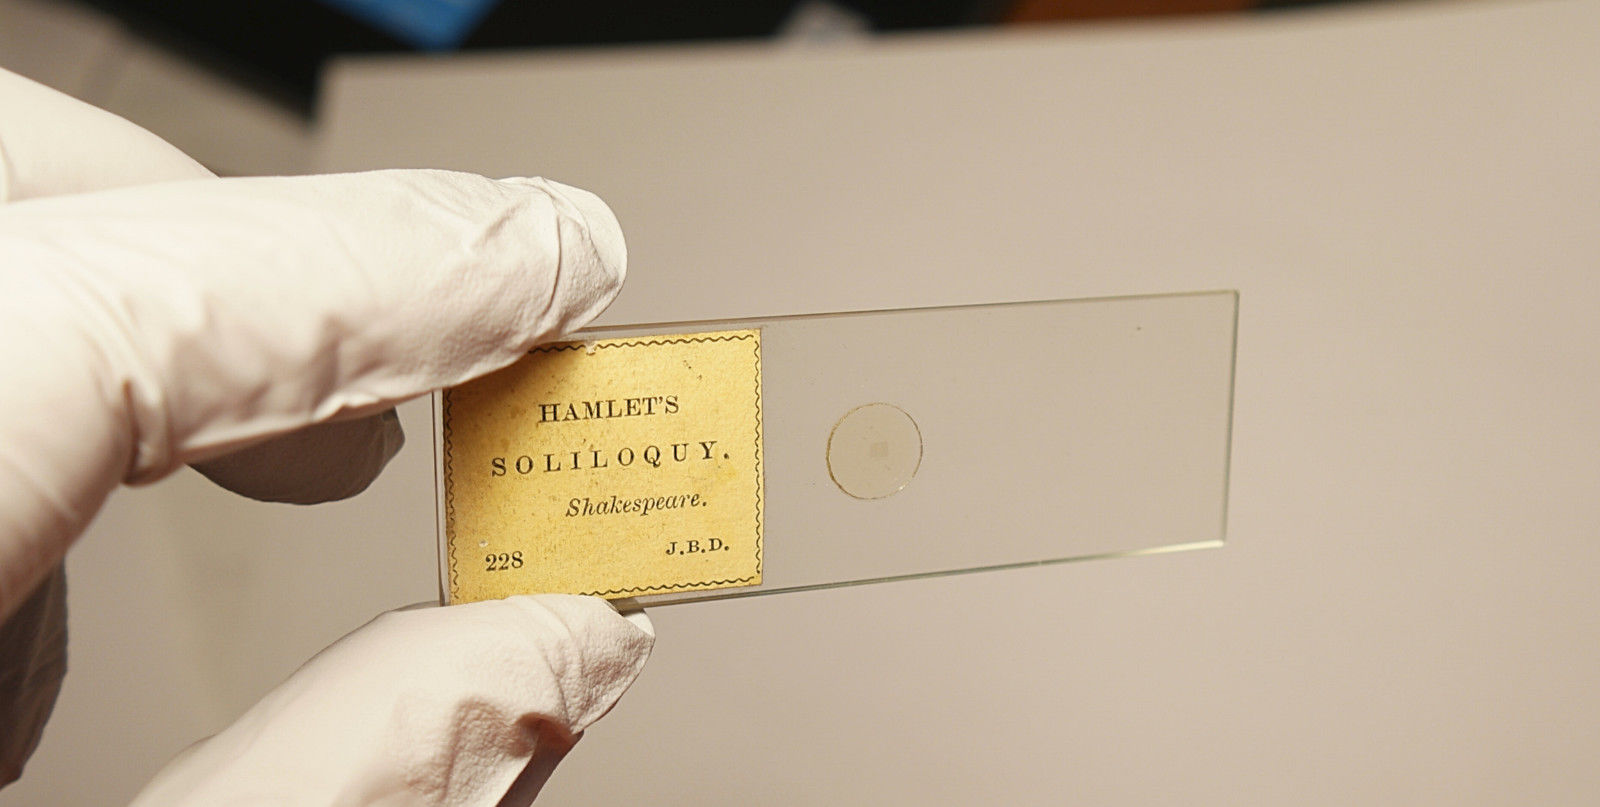 HAMLET'S
SOLILOQUY.
Shakespeare.
228 J.B.D.